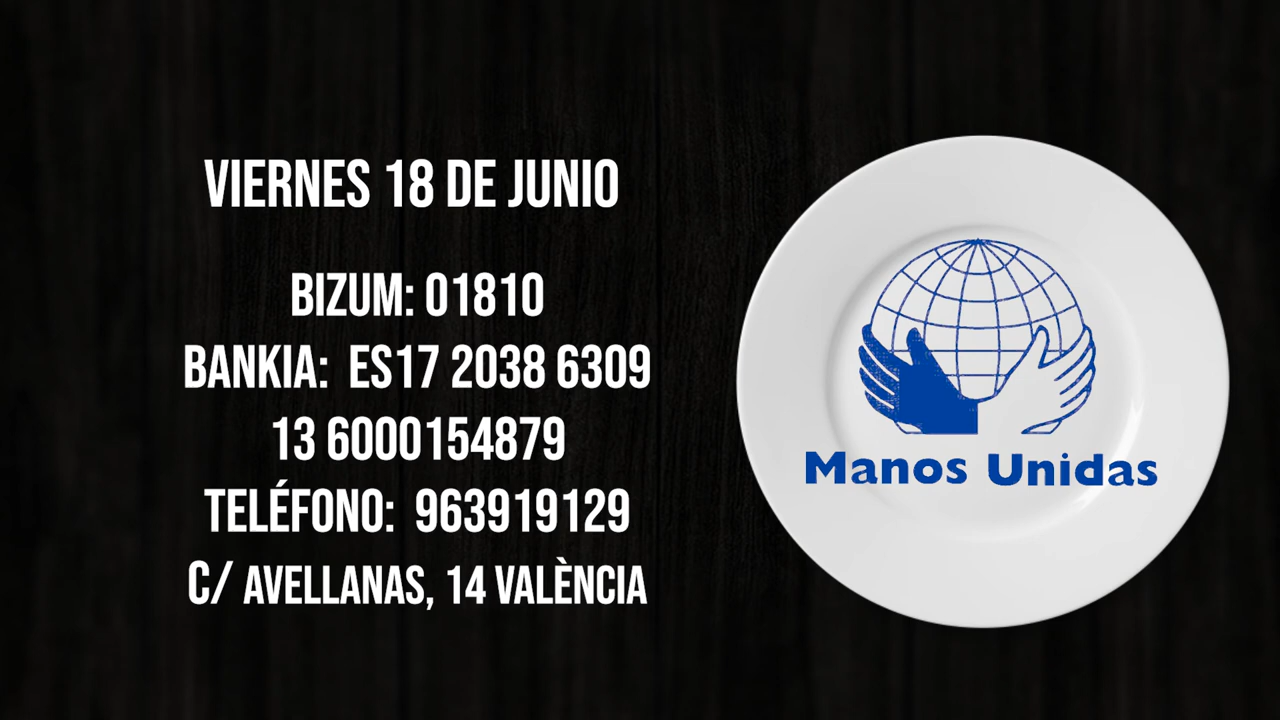 VIERNES 18 DE JUNIO
BIZUM: 01810
BANKIA: ES17 2038 6309
13 6000154879
TELÉFONO: 963919129
C/ AVELLANAS, 14 VALÈNCIA
Manos Unidas